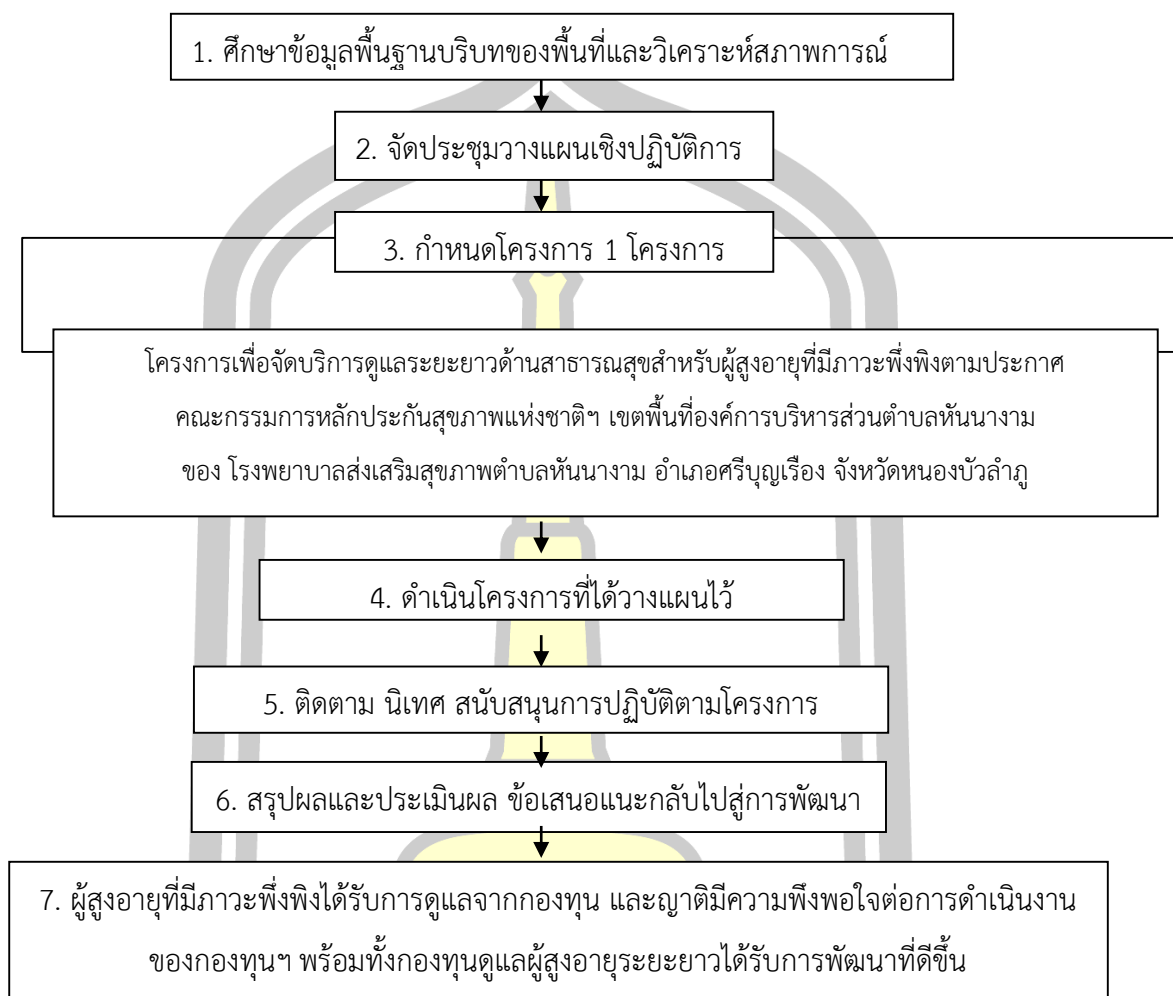 1. ศึกษาข้อมูลพื้นฐานบริบทของพื้นที่และวิเคราะห์สภาพการณ์
2. จัดประชุมวางแผนเชิงปฏิบัติการ
3. กำหนดโครงการ 1 โครงการ
โครงการเพื่อจัดบริการดูแลระยะยาวด้านสาธารณสุขสำหรับผู้สูงอายุที่มีภาวะพึ่งพิงตามประกาศ
คณะกรรมการหลักประกันสุขภาพแห่งชาติฯ เขตพื้นที่องค์การบริหารส่วนตำบลหันนางาม
ของ โรงพยาบาลส่งเสริมสุขภาพตำบลหันนางาม อำเภอศรีบุญเรือง จังหวัดหนองบัวลำภู
4. ดำเนินโครงการที่ได้วางแผนไว้
5. ติดตาม นิเทศ สนับสนุนการปฏิบัติตามโครงการ
6. สรุปผลและประเมินผล ข้อเสนอแนะกลับไปสู่การพัฒนา
7. ผู้สูงอายุที่มีภาวะพึ่งพิงได้รับการดูแลจากกองทุน และญาติมีความพึงพอใจต่อการดำเนินงาน
ของกองทุนฯ พร้อมทั้งกองทุนดูแลผู้สูงอายุระยะยาวได้รับการพัฒนาที่ดีขึ้น